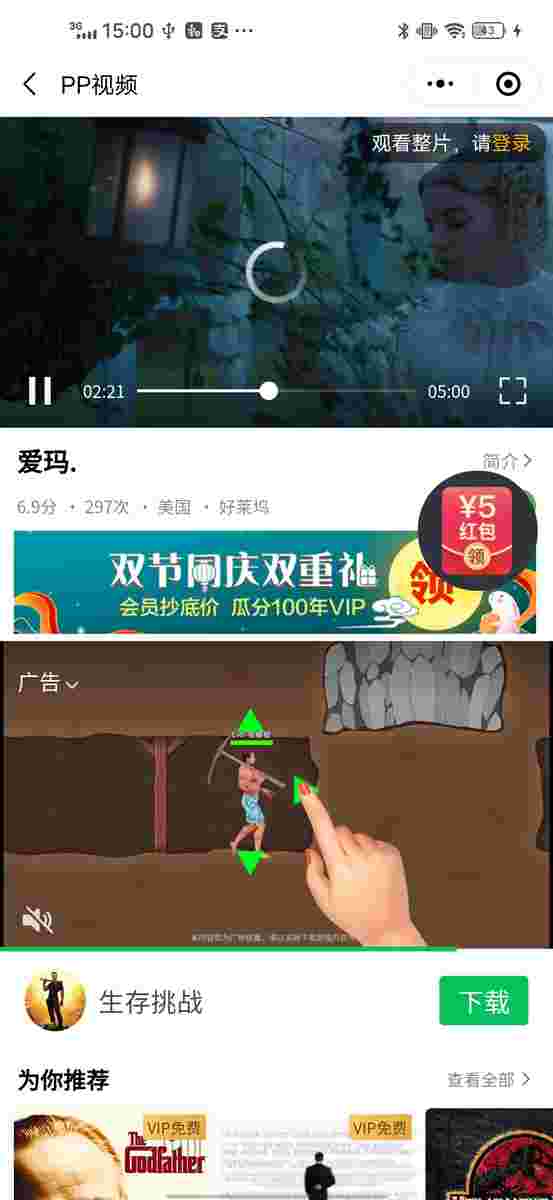 3G 15:00 支 ··· 43
PP视频
观看整片，请登录
02:21 05:00
爱玛.
简介
6.9分 · 297次 · 美国 · 好莱坞
¥5
红包
领
双节同庆双重礼
会员抄底价 瓜分100年VIP
领
广告
生存挑战
下载
为你推荐
查看全部
VIP免费
VIP免费
The
Godfather